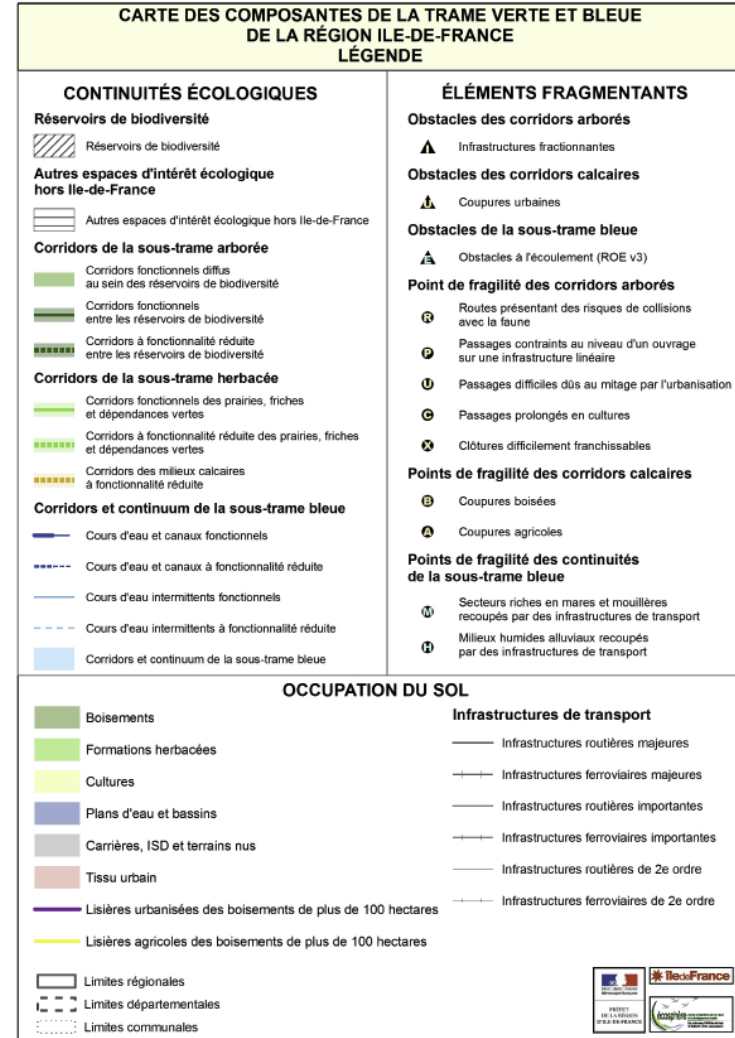 CARTE DES COMPOSANTES DE LA TRAME VERTE ET BLEUE
DE LA RÉGION ILE-DE-FRANCE
LÉGENDE
CONTINUITÉS ÉCOLOGIQUES
Réservoirs de biodiversité
Réservoirs de biodiversité
Autres espaces d'intérêt écologique
hors Ile-de-France
Autres espaces d'intérêt écologique hors Ile-de-France
Corridors de la sous-trame arborée
Corridors fonctionnels diffus
au sein des réservoirs de biodiversité
Corridors fonctionnels
entre les réservoirs de biodiversité
Corridors à fonctionnalité réduite
entre les réservoirs de biodiversité
Corridors de la sous-trame herbacée
Corridors fonctionnels des prairies, friches
et dépendances vertes
Corridors à fonctionnalité réduite des prairies, friches
et dépendances vertes
Corridors des milieux calcaires
à fonctionnalité réduite
Corridors et continuum de la sous-trame bleue
Cours d'eau et canaux fonctionnels
Cours d'eau et canaux à fonctionnalité réduite
Cours d'eau intermittents fonctionnels
Cours d'eau intermittents à fonctionnalité réduite
Corridors et continuum de la sous-trame bleue
ÉLÉMENTS FRAGMENTANTS
Obstacles des corridors arborés
Infrastructures fractionnantes
Obstacles des corridors calcaires
U Coupures urbaines
Obstacles de la sous-trame bleue
E Obstacles à l'écoulement (ROE v3)
Point de fragilité des corridors arborés
R Routes présentant des risques de collisions
avec la faune
P Passages contraints au niveau d'un ouvrage
sur une infrastructure linéaire
U Passages difficiles dûs au mitage par l'urbanisation
C Passages prolongés en cultures
X Clôtures difficilement franchissables
Points de fragilité des corridors calcaires
B Coupures boisées
A Coupures agricoles
Points de fragilité des continuités
de la sous-trame bleue
M Secteurs riches en mares et mouillères
recoupés par des infrastructures de transport
H Milieux humides alluviaux recoupés
par des infrastructures de transport
OCCUPATION DU SOL
Boisements
Formations herbacées
Cultures
Plans d'eau et bassins
Carrières, ISD et terrains nus
Tissu urbain
Lisières urbanisées des boisements de plus de 100 hectares
Lisières agricoles des boisements de plus de 100 hectares
Limites régionales
Limites départementales
Limites communales
Infrastructures de transport
Infrastructures routières majeures
Infrastructures ferroviaires majeures
Infrastructures routières importantes
Infrastructures ferroviaires importantes
Infrastructures routières de 2e ordre
Infrastructures ferroviaires de 2e ordre
PRÉFET
DE LA RÉGION
D'ILE-DE-FRANCE
îledeFrance
écosphère